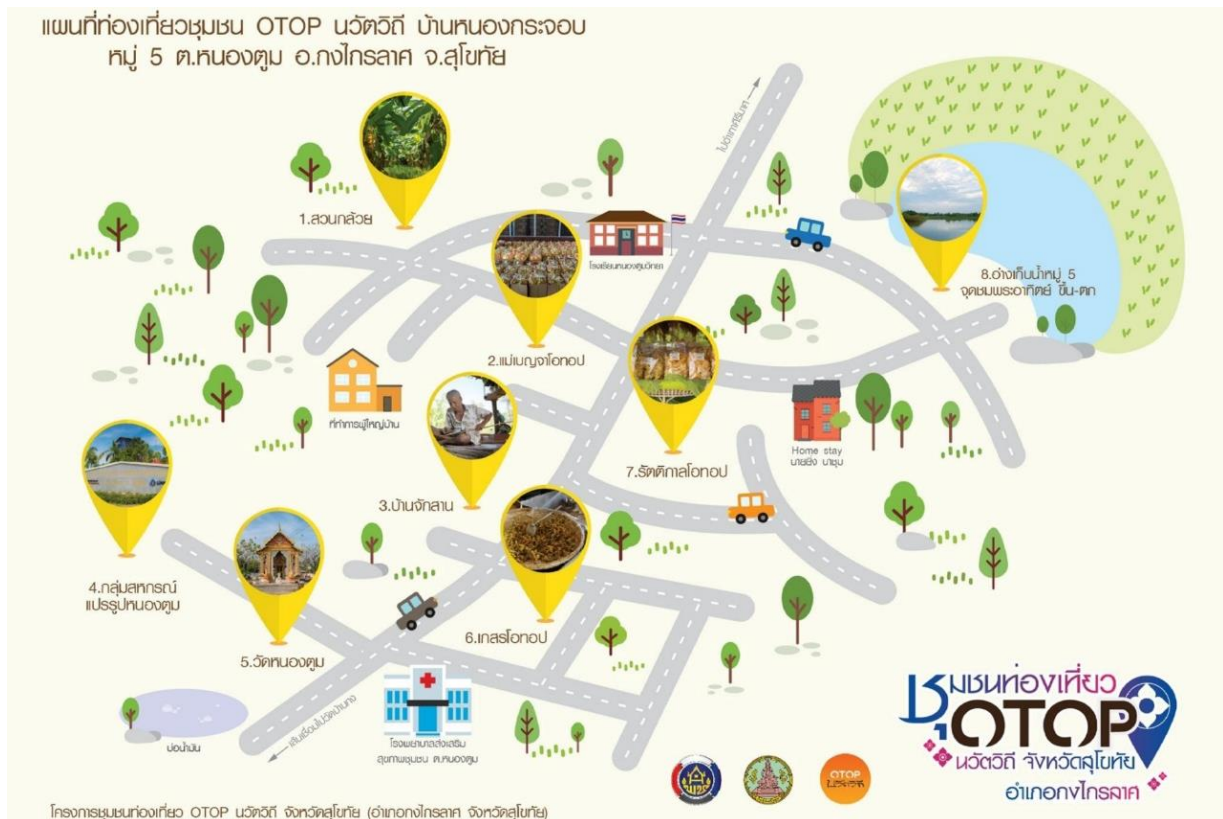 แผนที่ท่องเที่ยวชุมชน OTOP นวัตวิถี บ้านหนองกระจอบ
หมู่ 5 ต.หนองตูม อ.กงไกรลาศ จ.สุโขทัย
1.สวนกล้วย
โรงเรียนหนองตูมวิทยา
8.อ่างเก็บน้ำหมู่ 5
จุดชมพระอาทิตย์ ขึ้น-ตก
2.แม่เบญจาโอทอป
ที่ทำการผู้ใหญ่บ้าน
Home stay
7.รัตติกาลโอทอป
3.บ้านจักสาน
4.กลุ่มสหกรณ์
แปรรูปหนองตูม
6.เกสรโอทอป
5.วัดหนองตูม
บ่อน้ำมัน
โรงพยาบาลส่งเสริม
สุขภาพชุมชน ต.หนองตูม
ชุมชนท่องเที่ยว
OTOP
นวัตวิถี จังหวัดสุโขทัย
อำเภอกงไกรลาศ
OTOP
นวัตวิถี
โครงการชุมชนท่องเที่ยว OTOP นวัตวิถี จังหวัดสุโขทัย (อำเภอกงไกรลาศ จังหวัดสุโขทัย)